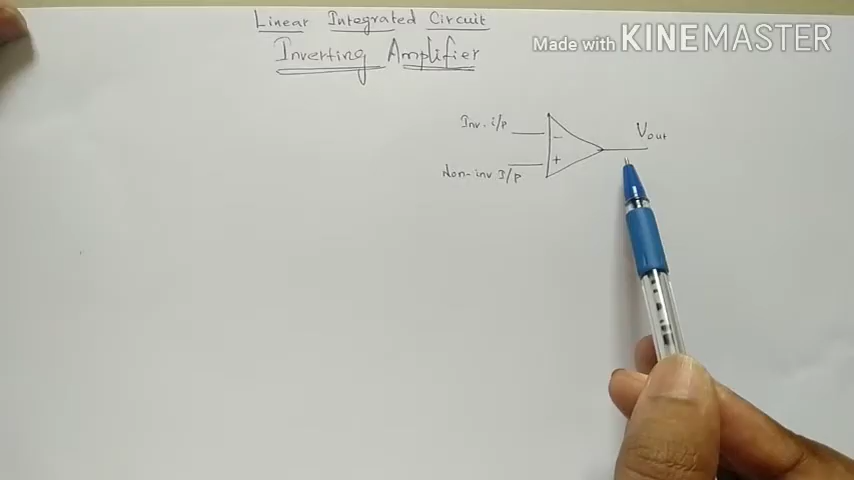 Linear Integrated Circuit
Inverting Amplifier
Made with KINEMASTER
Inv. i/p
-
Vout
+
Non-inv I/p